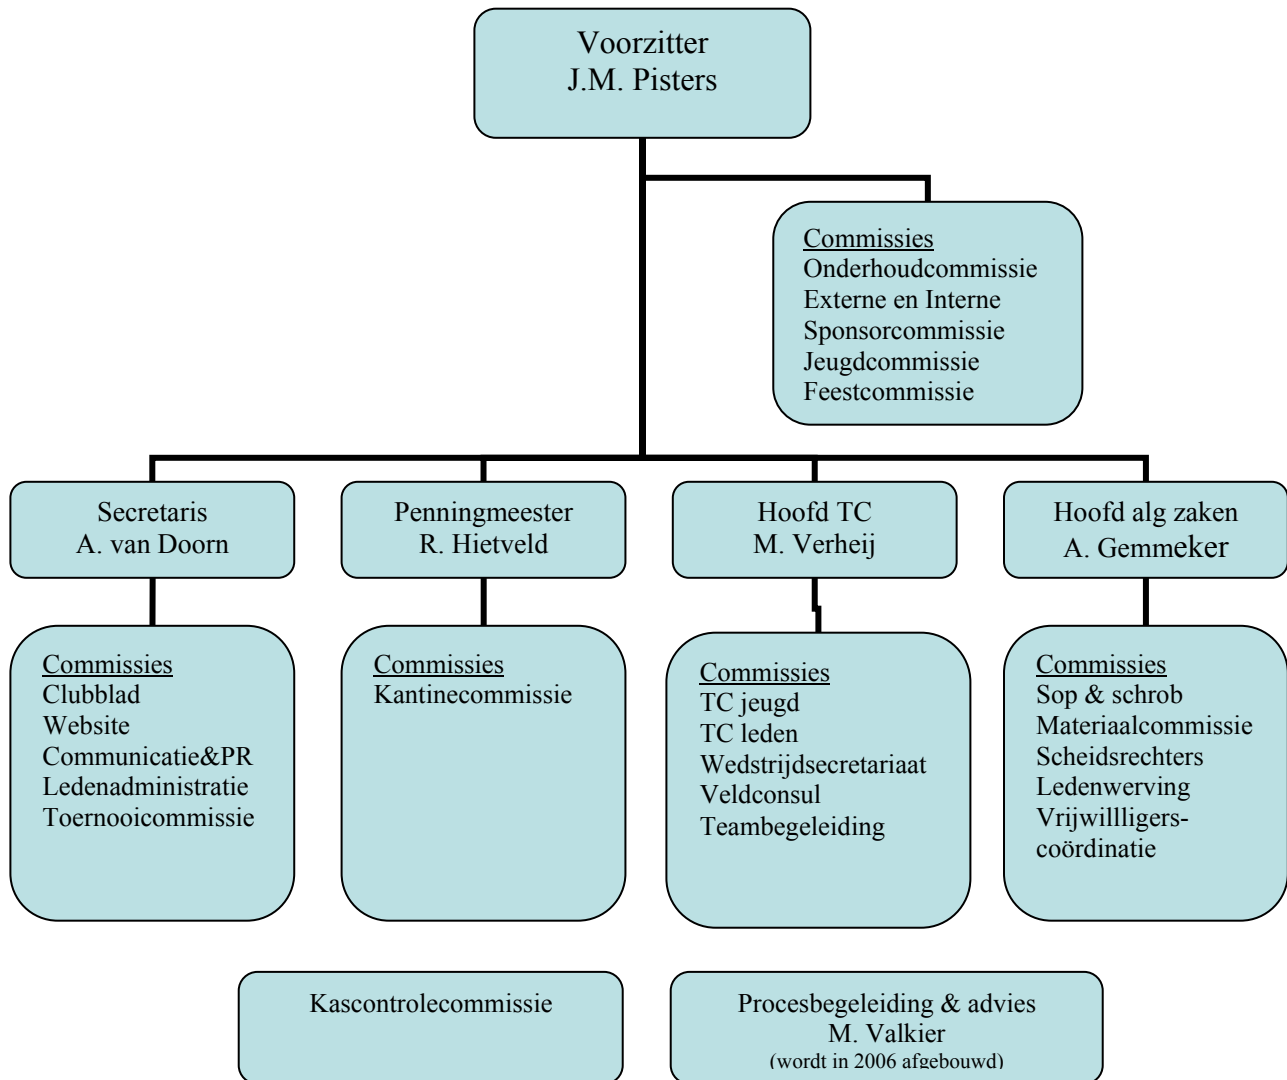 Voorzitter
J.M. Pisters
Commissies
Onderhoudcommissie
Externe en Interne
Sponsorcommissie
Jeugdcommissie
Feestcommissie
Secretaris
A. van Doorn
Penningmeester
R. Hietveld
Hoofd TC
M. Verheij
Hoofd alg zaken
A. Gemmeker
Commissies
Clubblad
Website
Communicatie&PR
Ledenadministratie
Toernooicommissie
Commissies
Kantinecommissie
Commissies
TC jeugd
TC leden
Wedstrijdsecretariaat
Veldconsul
Teambegeleiding
Commissies
Sop & schrob
Materiaalcommissie
Scheidsrechters
Ledenwerving
Vrijwillligers-
coördinatie
Kascontrolecommissie
Procesbegeleiding & advies
M. Valkier
(wordt in 2006 afgebouwd)